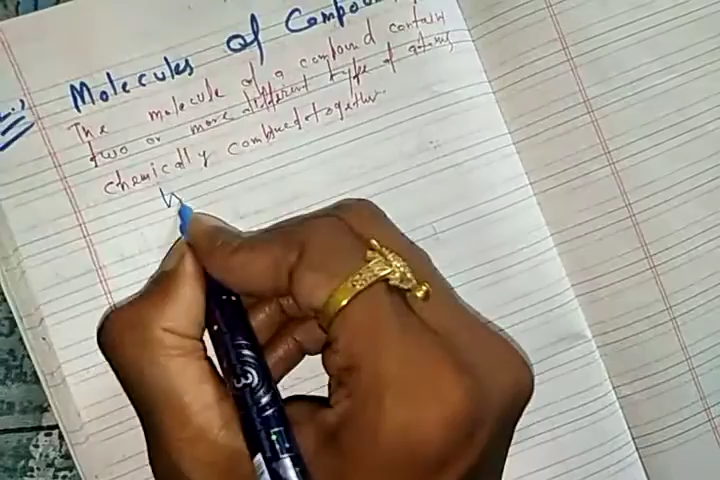 Molecules of Compou
The molecule of a compound contain
two or more different type of atoms
chemically combined together.